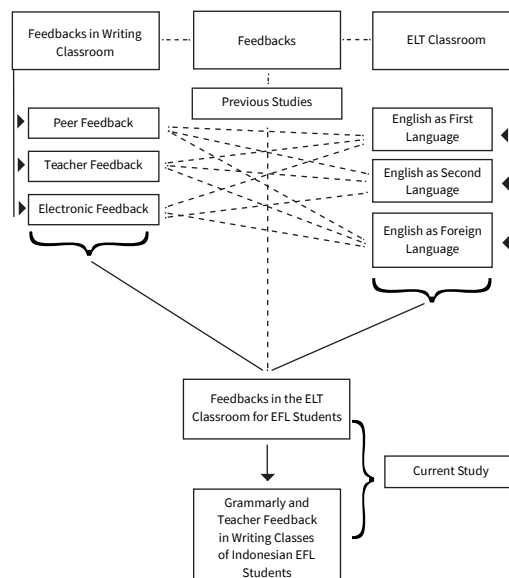 Feedbacks in Writing
Classroom
Feedbacks
ELT Classroom
Previous Studies
Peer Feedback
Teacher Feedback
Electronic Feedback
English as First
Language
English as Second
Language
English as Foreign
Language
Feedbacks in the ELT
Classroom for EFL Students
Current Study
Grammarly and
Teacher Feedback
in Writing Classes
of Indonesian EFL
Students